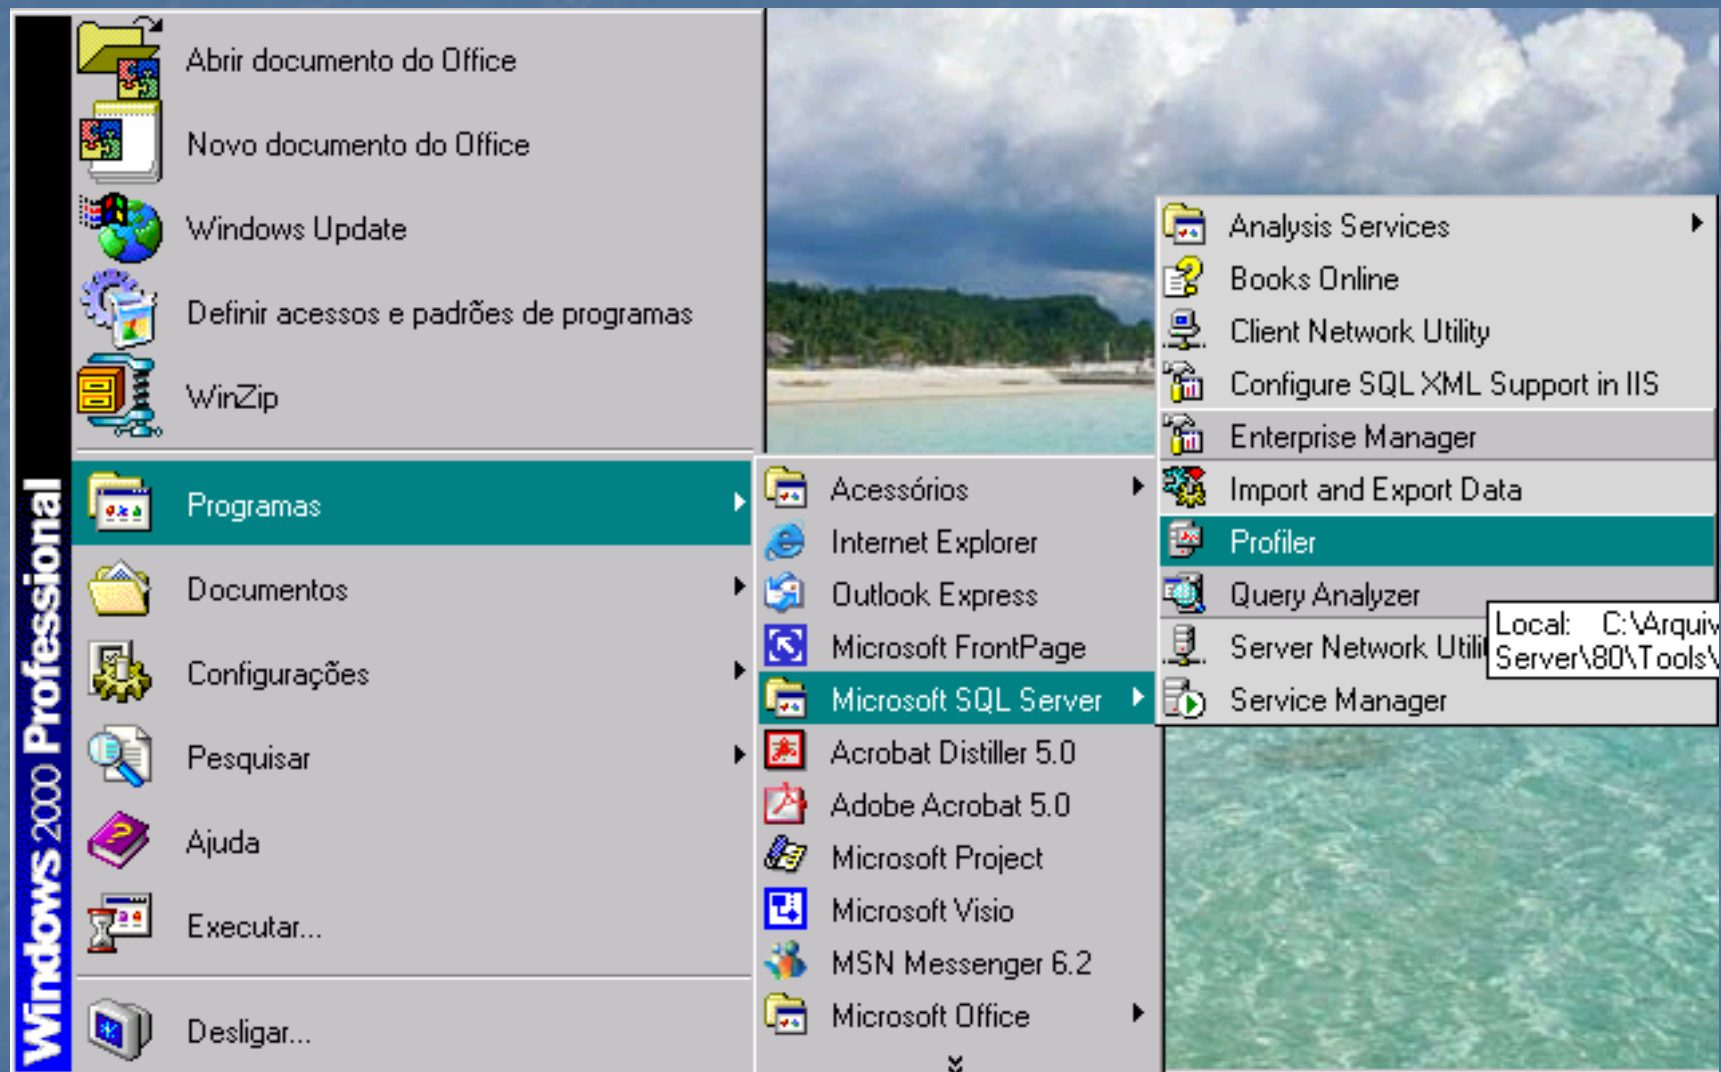 Abrir documento do Office
Novo documento do Office
Windows Update
Definir acessos e padrões de programas
WinZip
Programas
Documentos
Configurações
Pesquisar
Ajuda
Executar...
Desligar...
Windows 2000 Professional
Acessórios
Internet Explorer
Outlook Express
Microsoft FrontPage
Microsoft SQL Server
Acrobat Distiller 5.0
Adobe Acrobat 5.0
Microsoft Project
Microsoft Visio
MSN Messenger 6.2
Microsoft Office
Analysis Services
Books Online
Client Network Utility
Configure SQL XML Support in IIS
Enterprise Manager
Import and Export Data
Profiler
Query Analyzer
Server Network Utili
Service Manager
Local: C:\Arquiv
Server\80\Tools\